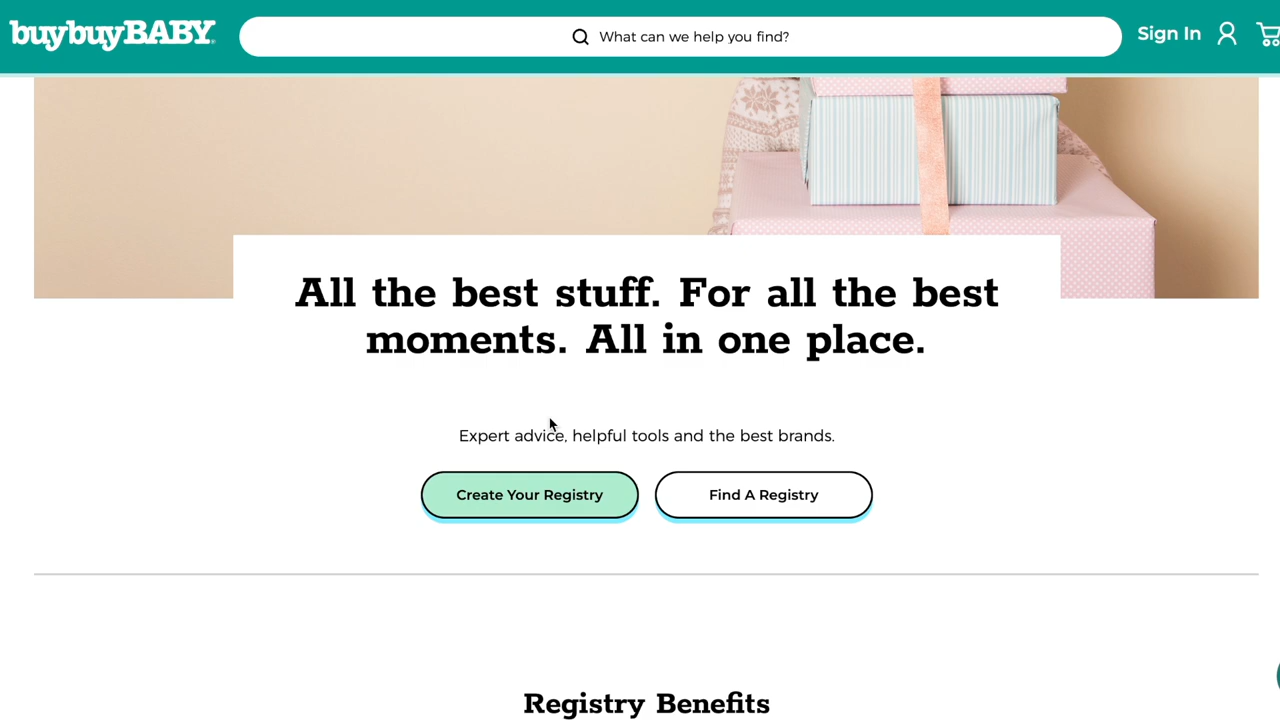 buybuyBABY
What can we help you find?
Sign In
All the best stuff. For all the best
moments. All in one place.
Expert advice, helpful tools and the best brands.
Create Your Registry
Find A Registry
Registry Benefits